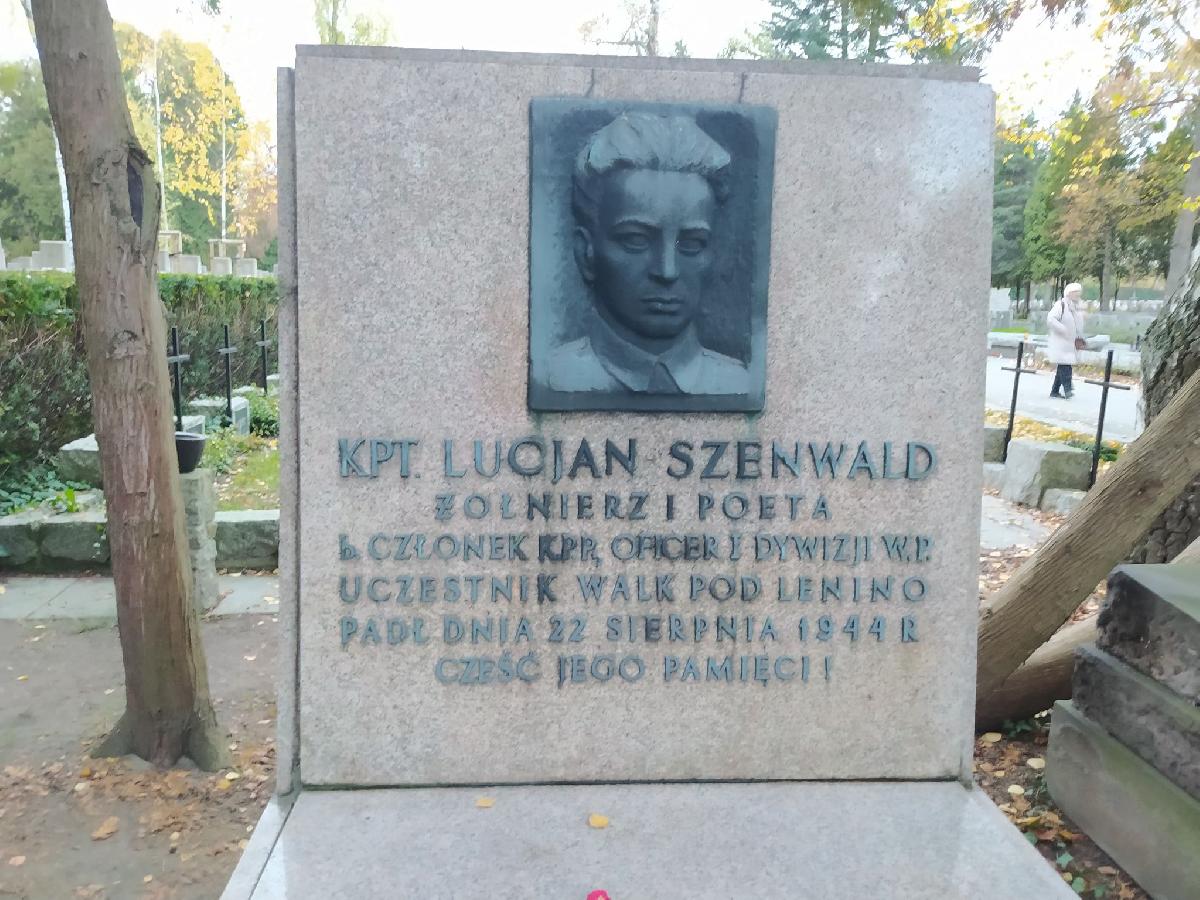 KPT. LUCJAN SZENWALD
ŻOŁNIERZ I POETA
b. CZŁONEK KPP, OFICER I DYWIZJI W.P.
UCZESTNIK WALK POD LENINO
PADŁ DNIA 22 SIERPNIA 1944 R
CZEŚĆ JEGO PAMIĘCI!